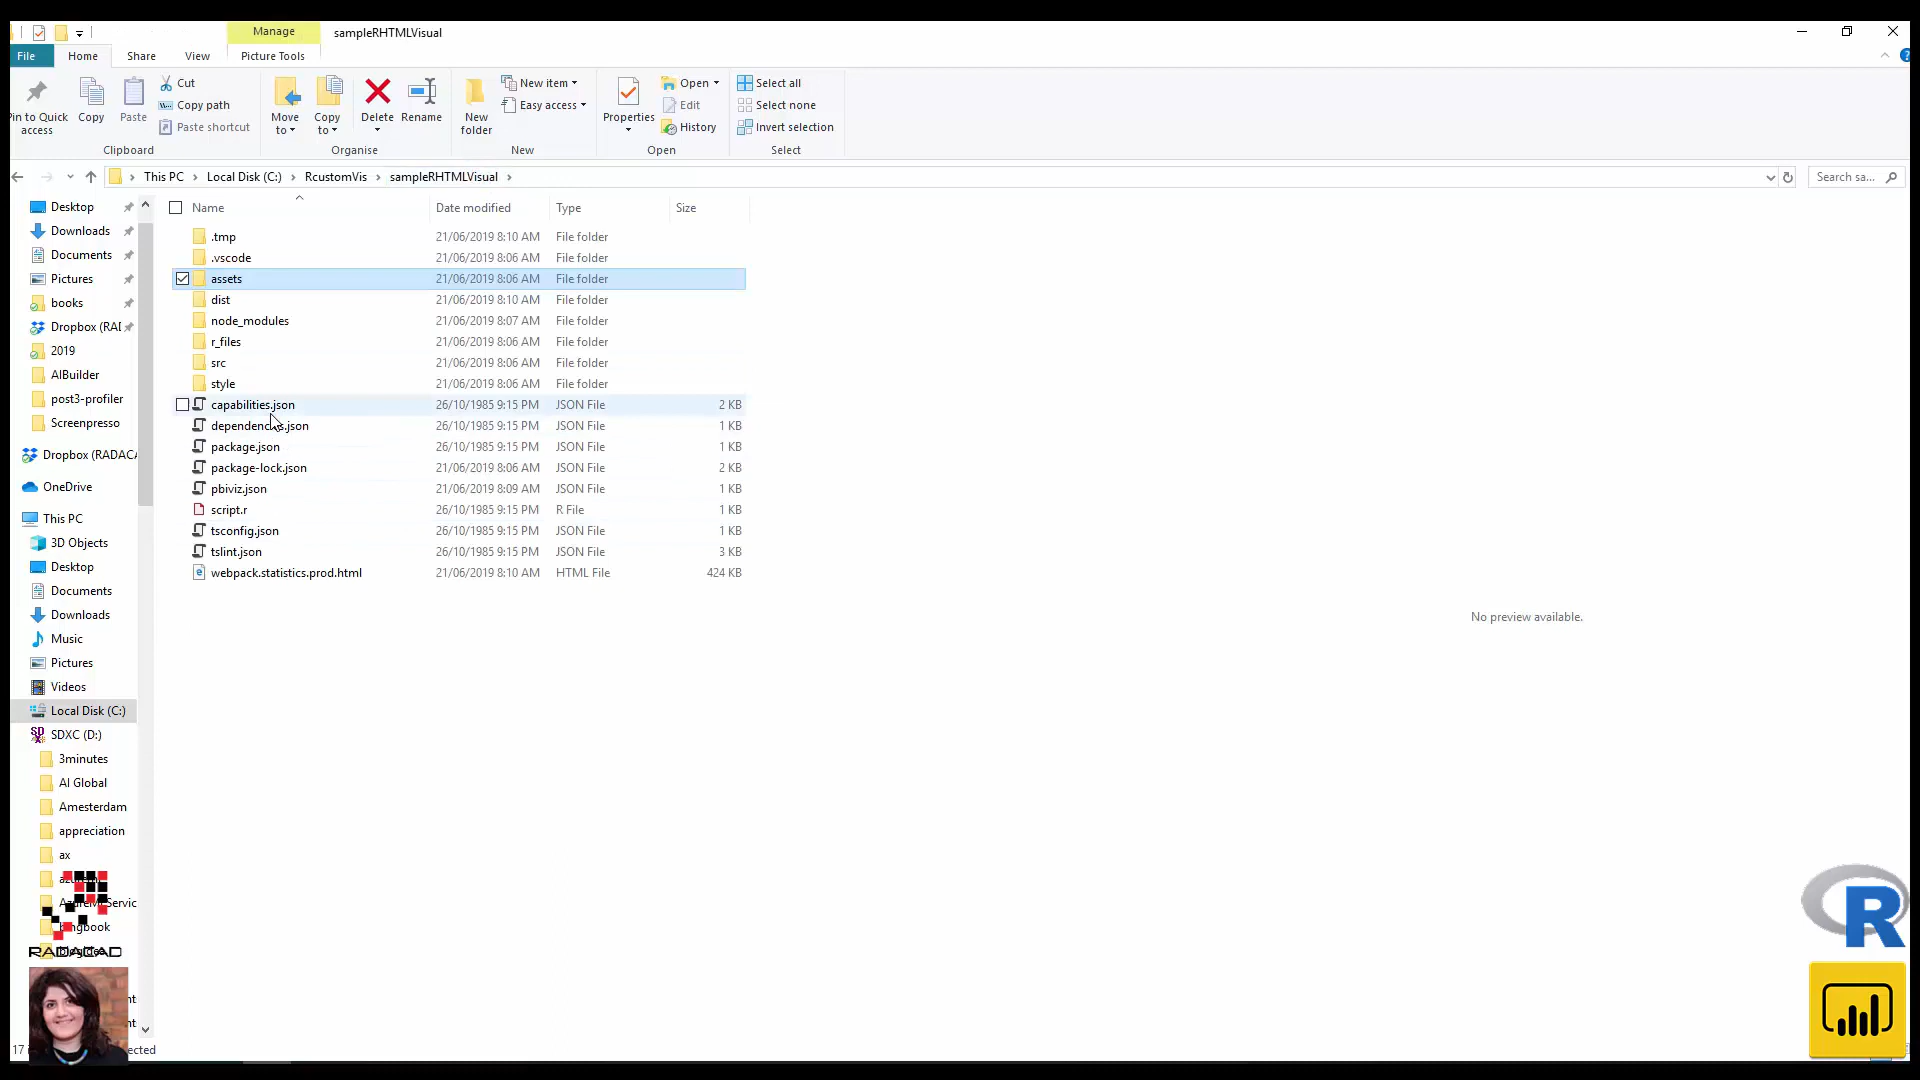 Manage
sampleRHTMLVisual
File
Home
Share
View
Picture Tools
Pin to Quick access
Copy
Paste
Cut
Copy path
Paste shortcut
Move to
Copy to
Delete
Rename
New folder
New item
Easy access
Properties
Open
Edit
History
Select all
Select none
Invert selection
Clipboard
Organise
New
Open
Select
This PC > Local Disk (C:) > RcustomVis > sampleRHTMLVisual >
Search sa...
Name Date modified Type Size
.tmp 21/06/2019 8:10 AM File folder
.vscode 21/06/2019 8:06 AM File folder
assets 21/06/2019 8:06 AM File folder
dist 21/06/2019 8:10 AM File folder
node_modules 21/06/2019 8:07 AM File folder
r_files 21/06/2019 8:06 AM File folder
src 21/06/2019 8:06 AM File folder
style 21/06/2019 8:06 AM File folder
capabilities.json 26/10/1985 9:15 PM JSON File 2 KB
dependencies.json 26/10/1985 9:15 PM JSON File 1 KB
package.json 26/10/1985 9:15 PM JSON File 1 KB
package-lock.json 21/06/2019 8:06 AM JSON File 2 KB
pbiviz.json 21/06/2019 8:09 AM JSON File 1 KB
script.r 26/10/1985 9:15 PM R File 1 KB
tsconfig.json 26/10/1985 9:15 PM JSON File 1 KB
tslint.json 26/10/1985 9:15 PM JSON File 3 KB
webpack.statistics.prod.html 21/06/2019 8:10 AM HTML File 424 KB
No preview available.
Desktop
Downloads
Documents
Pictures
books
Dropbox (RAD
2019
AIBuilder
post3-profiler
Screenpresso
Dropbox (RADACA
OneDrive
This PC
3D Objects
Desktop
Documents
Downloads
Music
Pictures
Videos
Local Disk (C:)
SDXC (D:)
3minutes
AI Global
Amsterdam
appreciation
ax
Servic
RADACAD
17
R